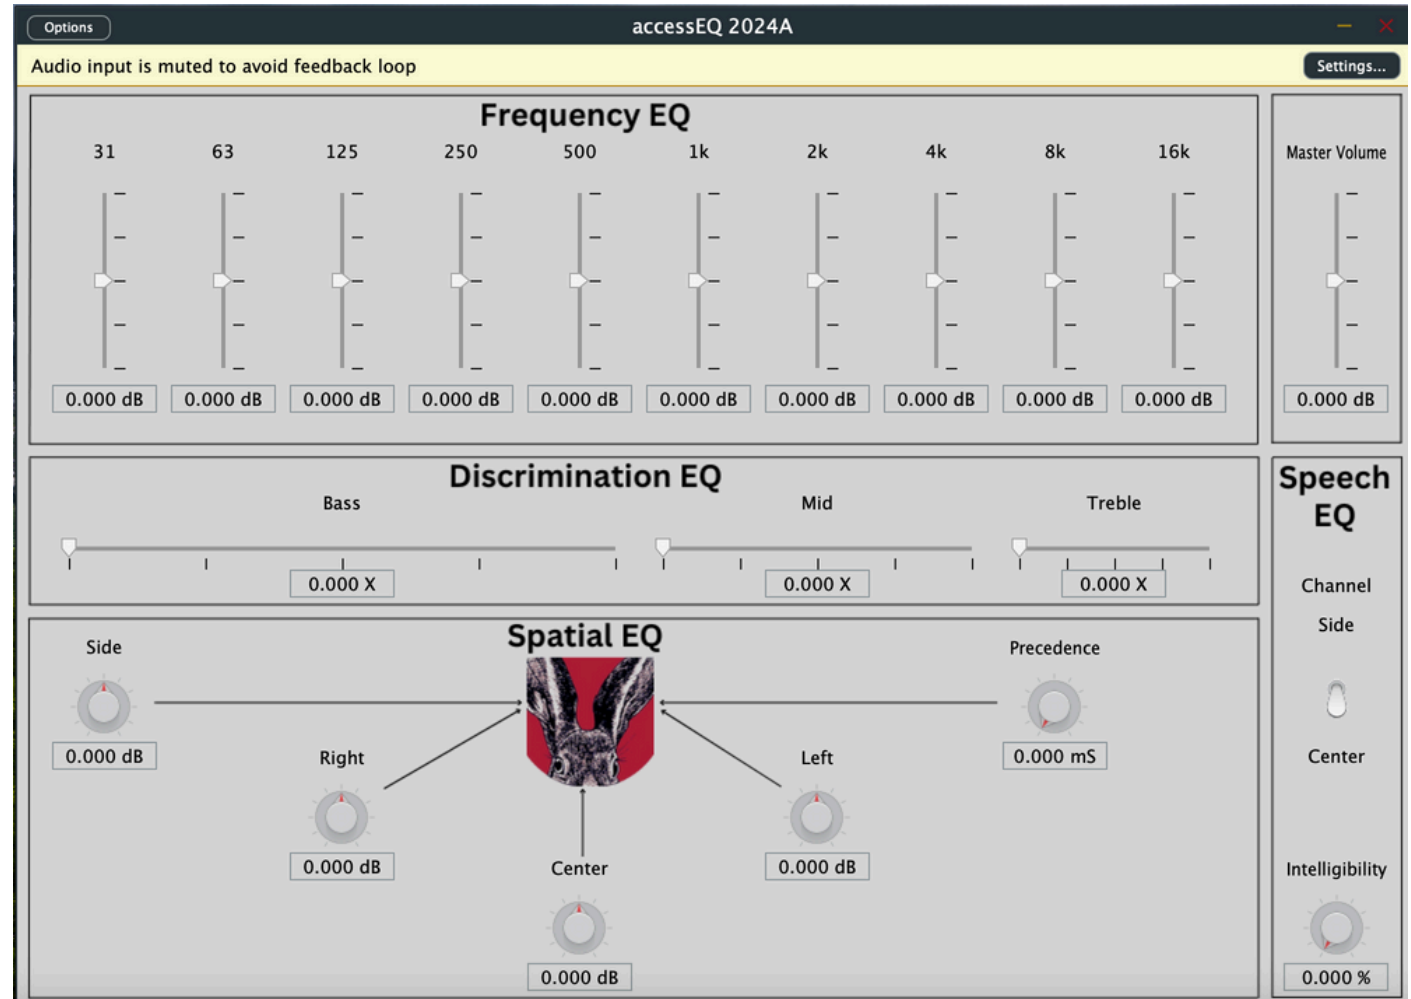 Options
accessEQ 2024A
Audio input is muted to avoid feedback loop
Settings...
Frequency EQ
31 63 125 250 500 1k 2k 4k 8k 16k
0.000 dB 0.000 dB 0.000 dB 0.000 dB 0.000 dB 0.000 dB 0.000 dB 0.000 dB 0.000 dB 0.000 dB
Master Volume
0.000 dB
Discrimination EQ
Bass Mid Treble
0.000 X 0.000 X 0.000 X
Speech
EQ
Channel
Side
Center
Intelligibility
0.000 %
Spatial EQ
Side
0.000 dB
Precedence
0.000 mS
Right
0.000 dB
Left
0.000 dB
Center
0.000 dB